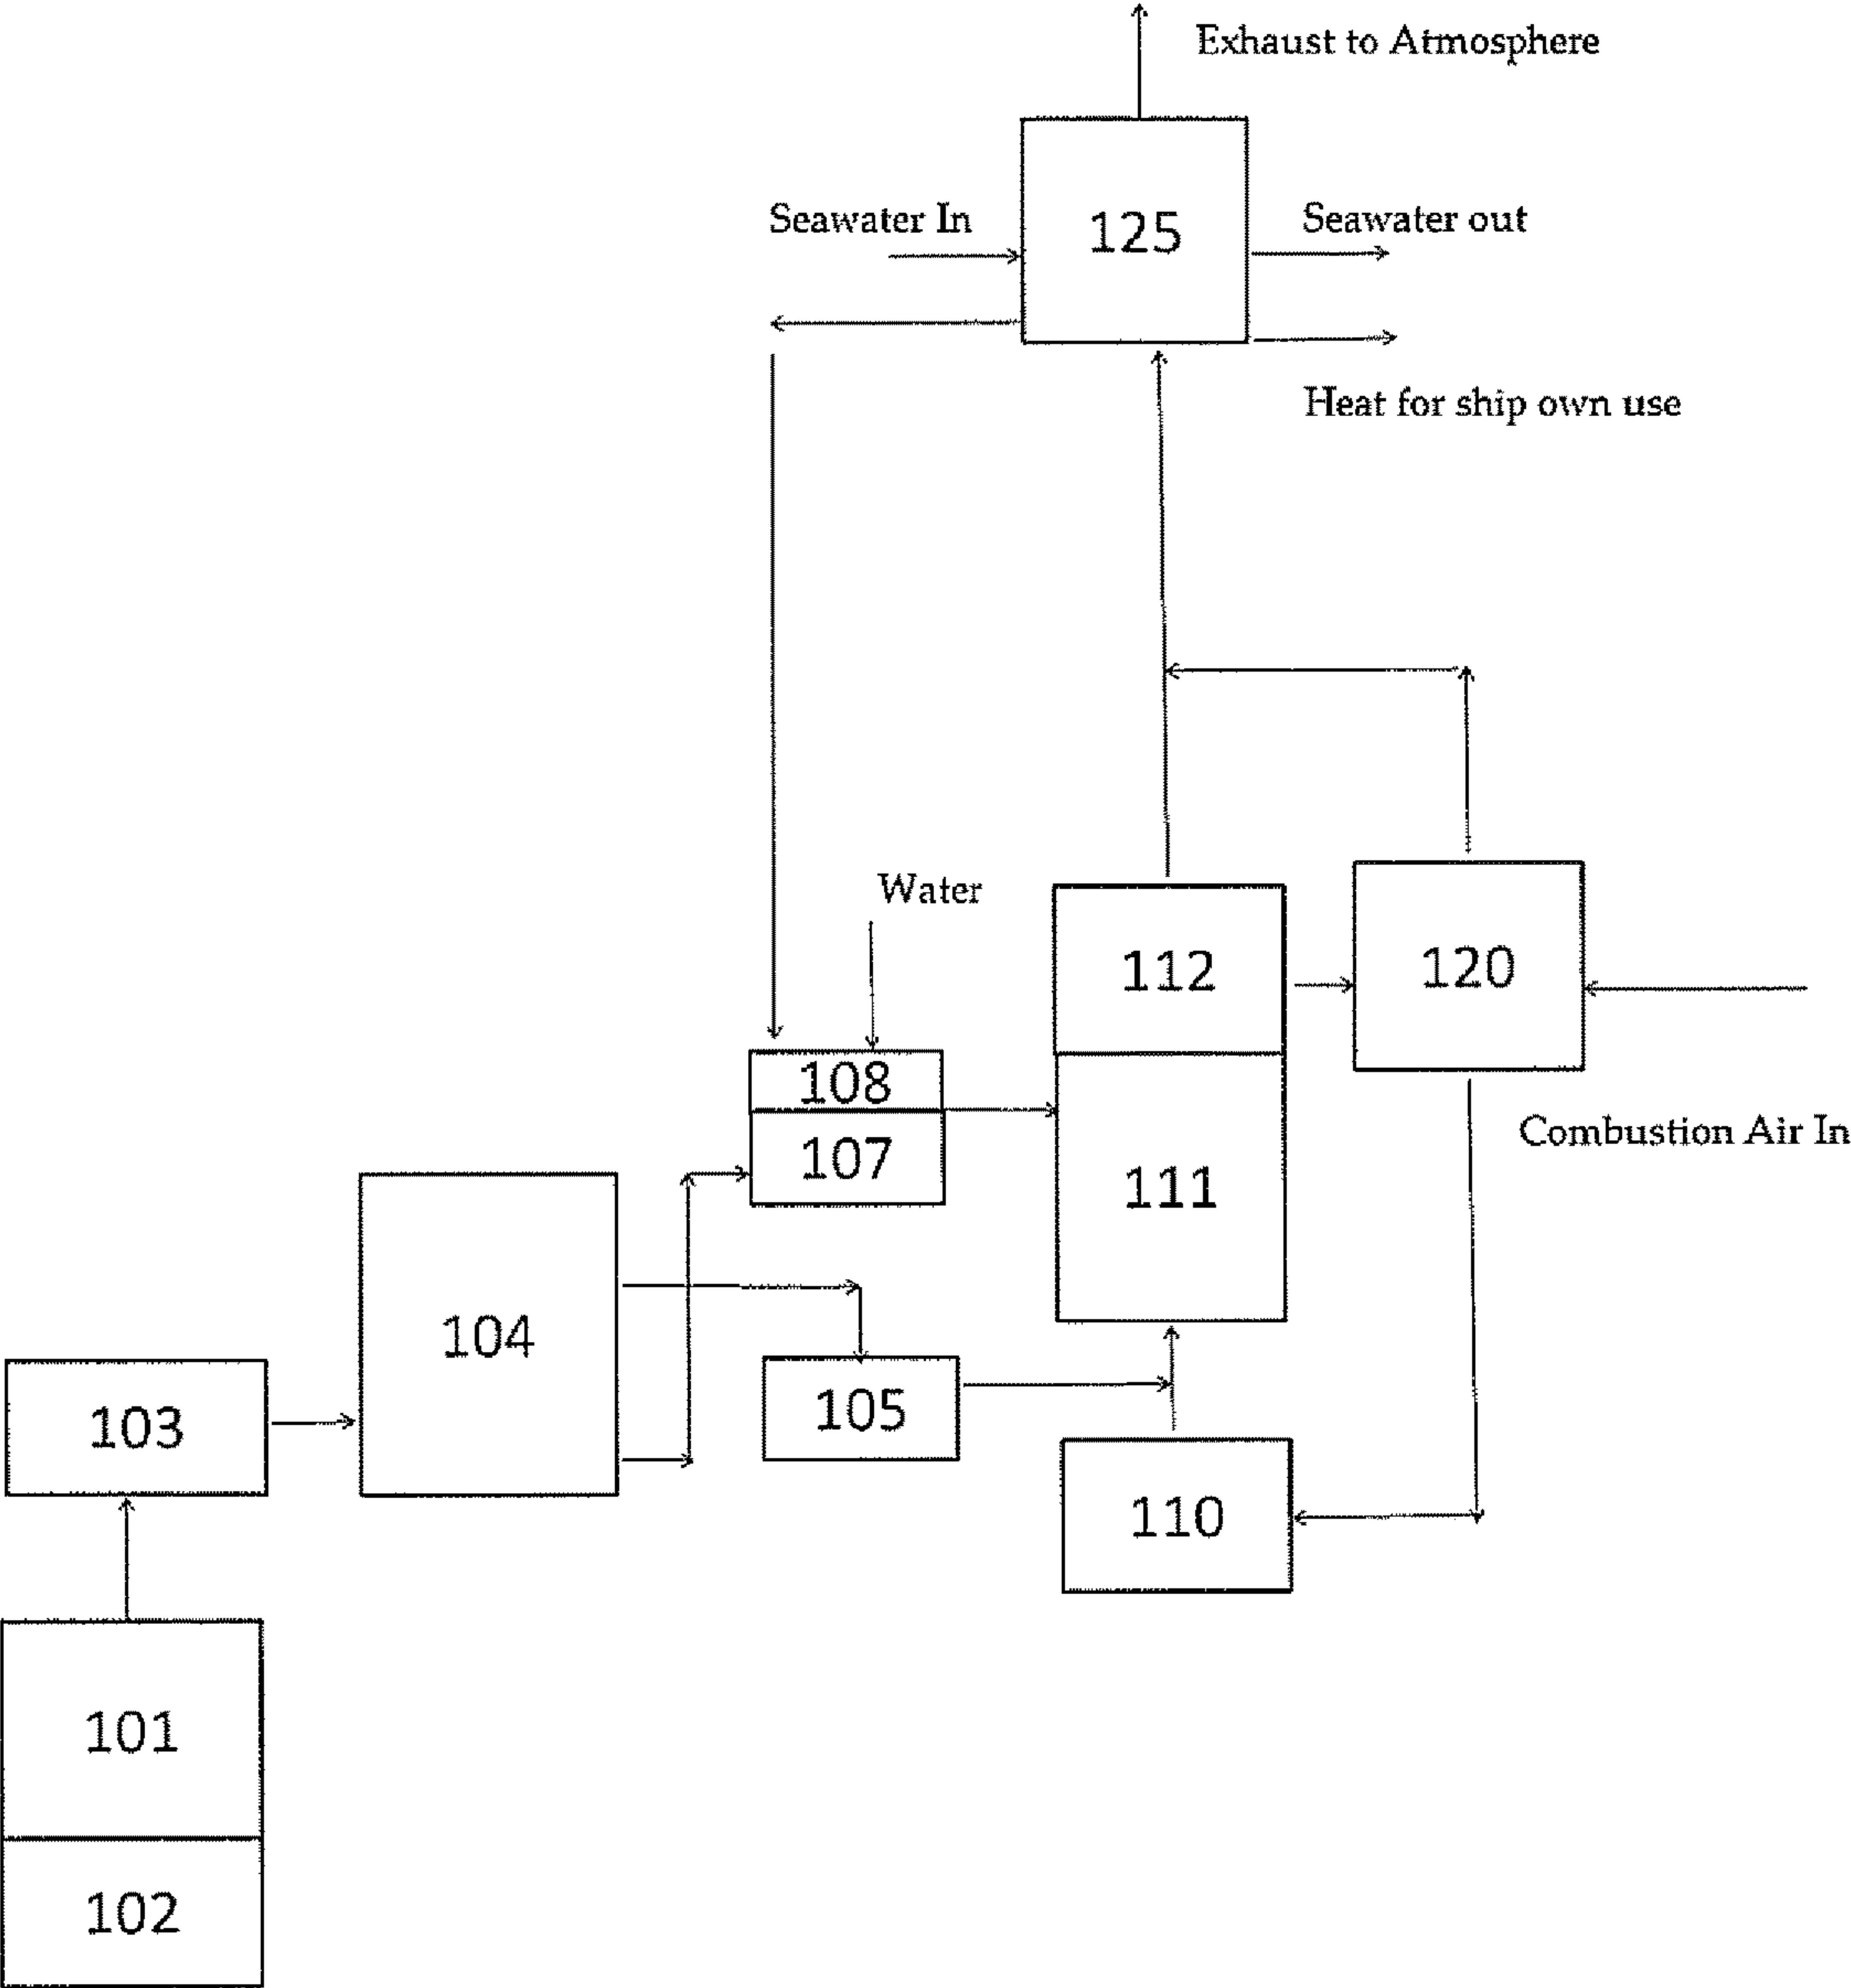 Exhaust to Atmosphere
125
Seawater In
Seawater out
Heat for ship own use
Water
112
120
108
107
111
Combustion Air In
104
103
105
110
101
102